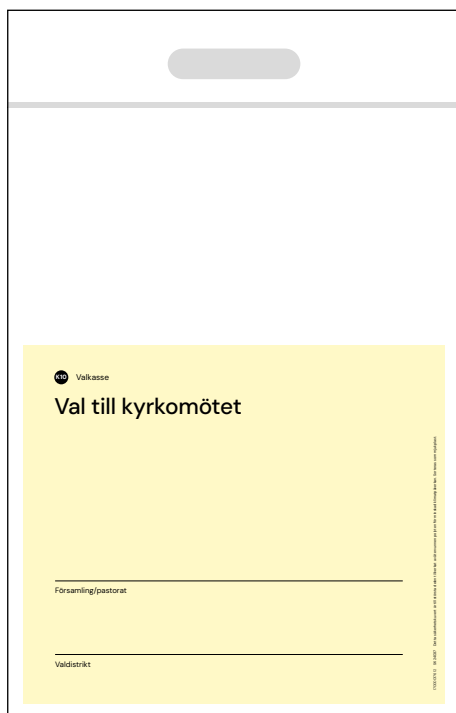 K10 Valkasse
Val till kyrkomötet
Församling/pastorat
Valdistrikt